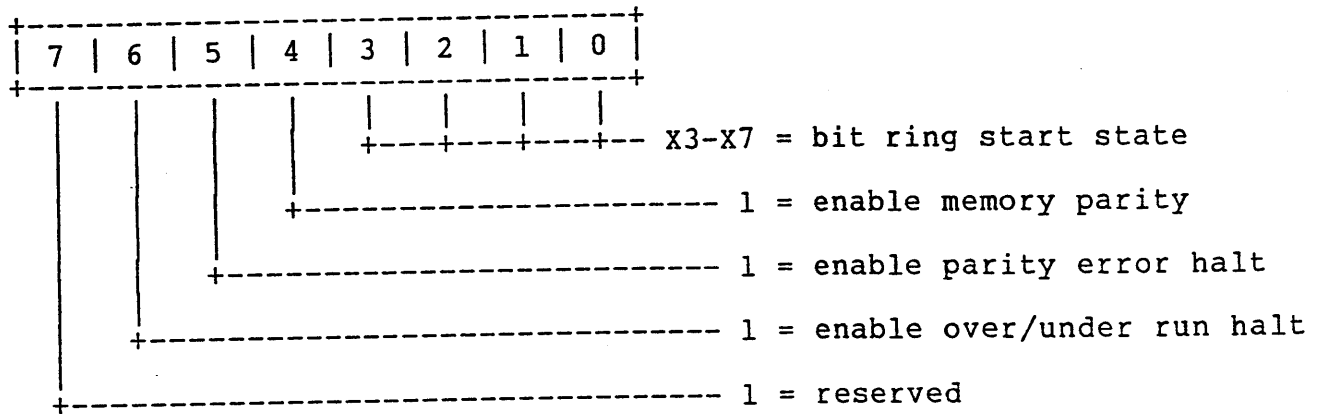 | 7 | 6 | 5 | 4 | 3 | 2 | 1 | 0 |
X3-X7 = bit ring start state
1 = enable memory parity
1 = enable parity error halt
1 = enable over/under run halt
1 = reserved